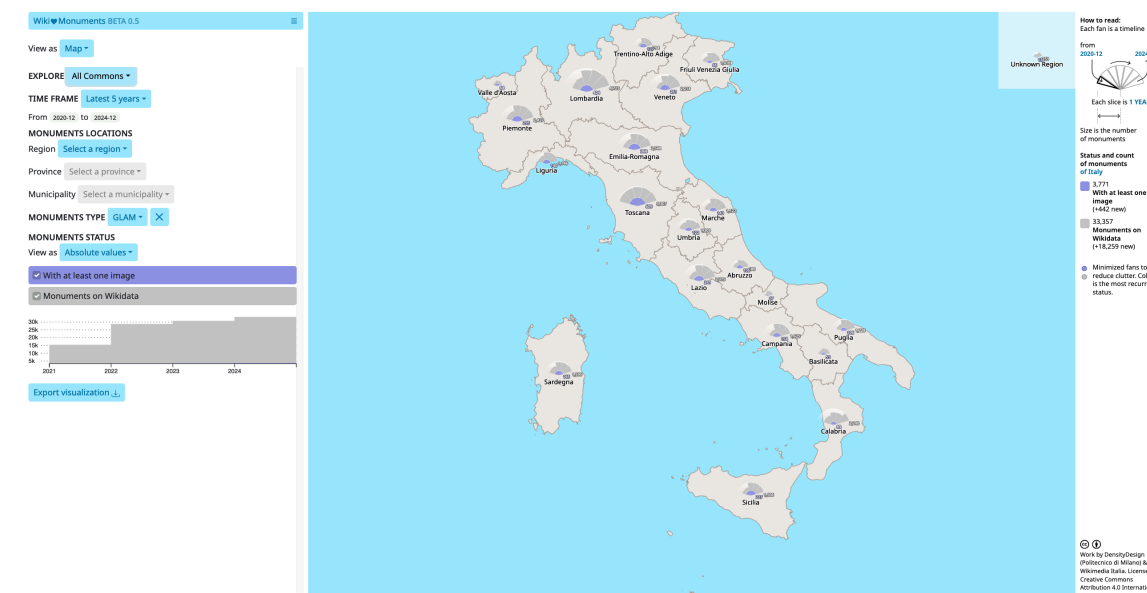 Wiki♥Monuments BETA 0.5
View as Map
EXPLORE All Commons
TIME FRAME Latest 5 years
From 2020-12 to 2024-12
MONUMENTS LOCATIONS
Region Select a region
Province Select a province
Municipality Select a municipality
MONUMENTS TYPE GLAM
MONUMENTS STATUS
View as Absolute values
With at least one image
Monuments on Wikidata
30k
25k
20k
15k
10k
5k
2021 2022 2023 2024
Export visualization
Trentino-Alto Adige
Friuli Venezia Giulia
Valle d'Aosta
Lombardia
Veneto
Piemonte
Emilia-Romagna
Liguria
Toscana
Marche
Umbria
Abruzzo
Lazio
Molise
Campania
Puglia
Basilicata
Sardegna
Calabria
Sicilia
Unknown Region
How to read:
Each fan is a timeline
from
2020-12 2024
Each slice is 1 YEA
Size is the number
of monuments
Status and count
of monuments
of Italy
3,771
With at least one
image
(+442 new)
33,357
Monuments on
Wikidata
(+18,259 new)
Minimized fans to
reduce clutter. Col
is the most recurr
status.
Work by DensityDesign
(Politecnico di Milano) &
Wikimedia Italia. License
Creative Commons
Attribution 4.0 Internati